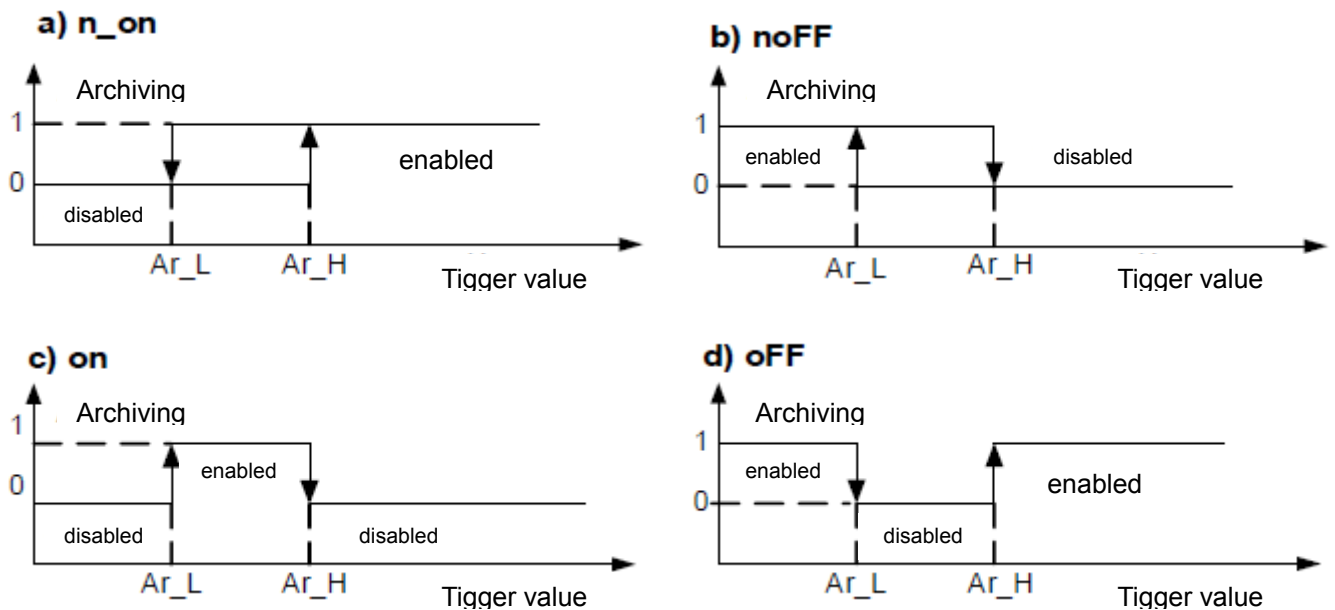 a) n_on
Archiving
1
enabled
0
disabled
Ar_L
Ar_H
Tigger value
b) noFF
Archiving
1
enabled
disabled
0
Ar_L
Ar_H
Tigger value
c) on
Archiving
1
enabled
0
disabled
disabled
Ar_L
Ar_H
Tigger value
d) oFF
Archiving
1
enabled
enabled
0
disabled
Ar_L
Ar_H
Tigger value